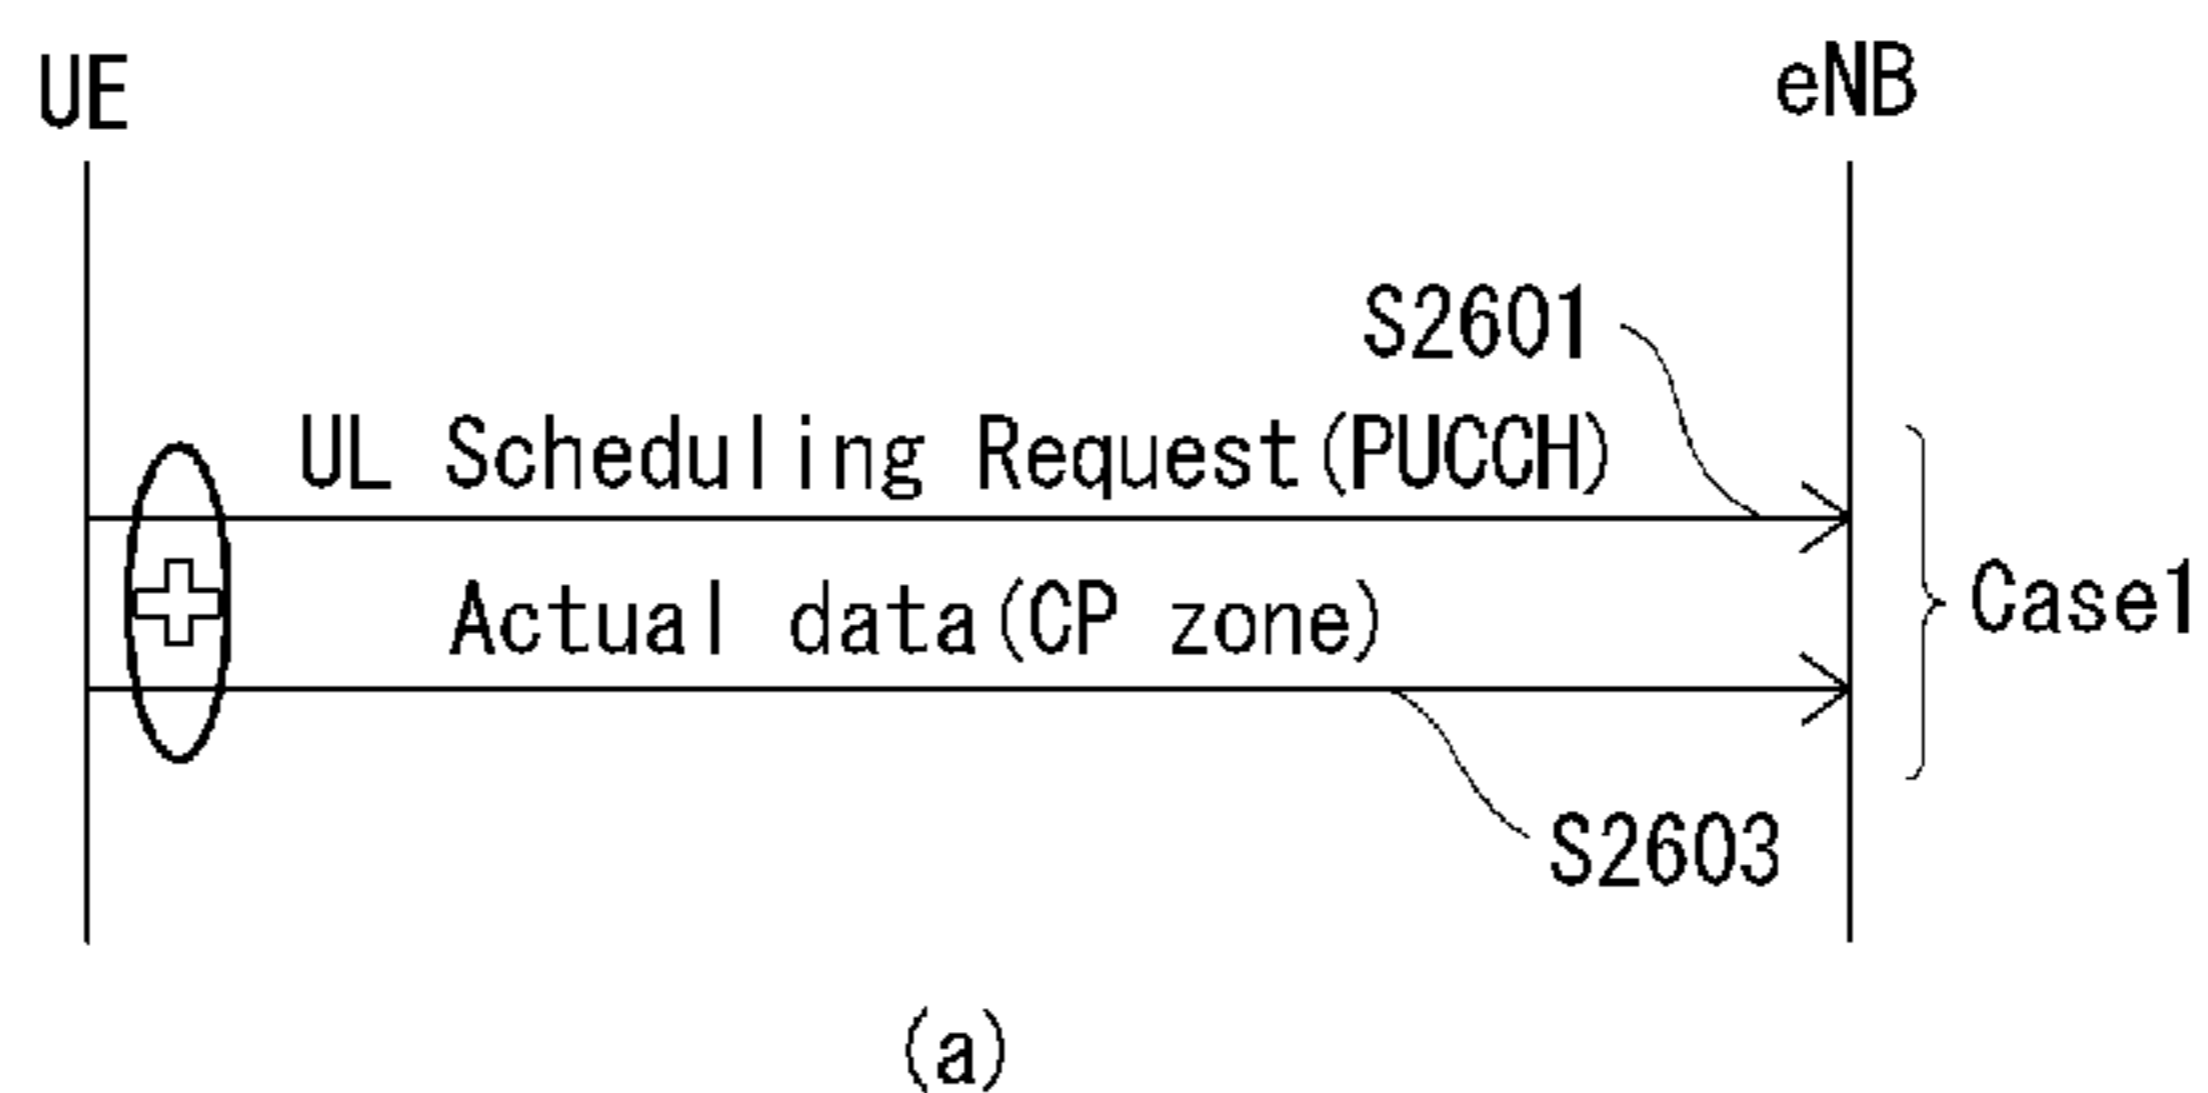 UE
eNB
S2601
UL Scheduling Request(PUCCH)
Actual data(CP zone)
Case1
S2603
(a)